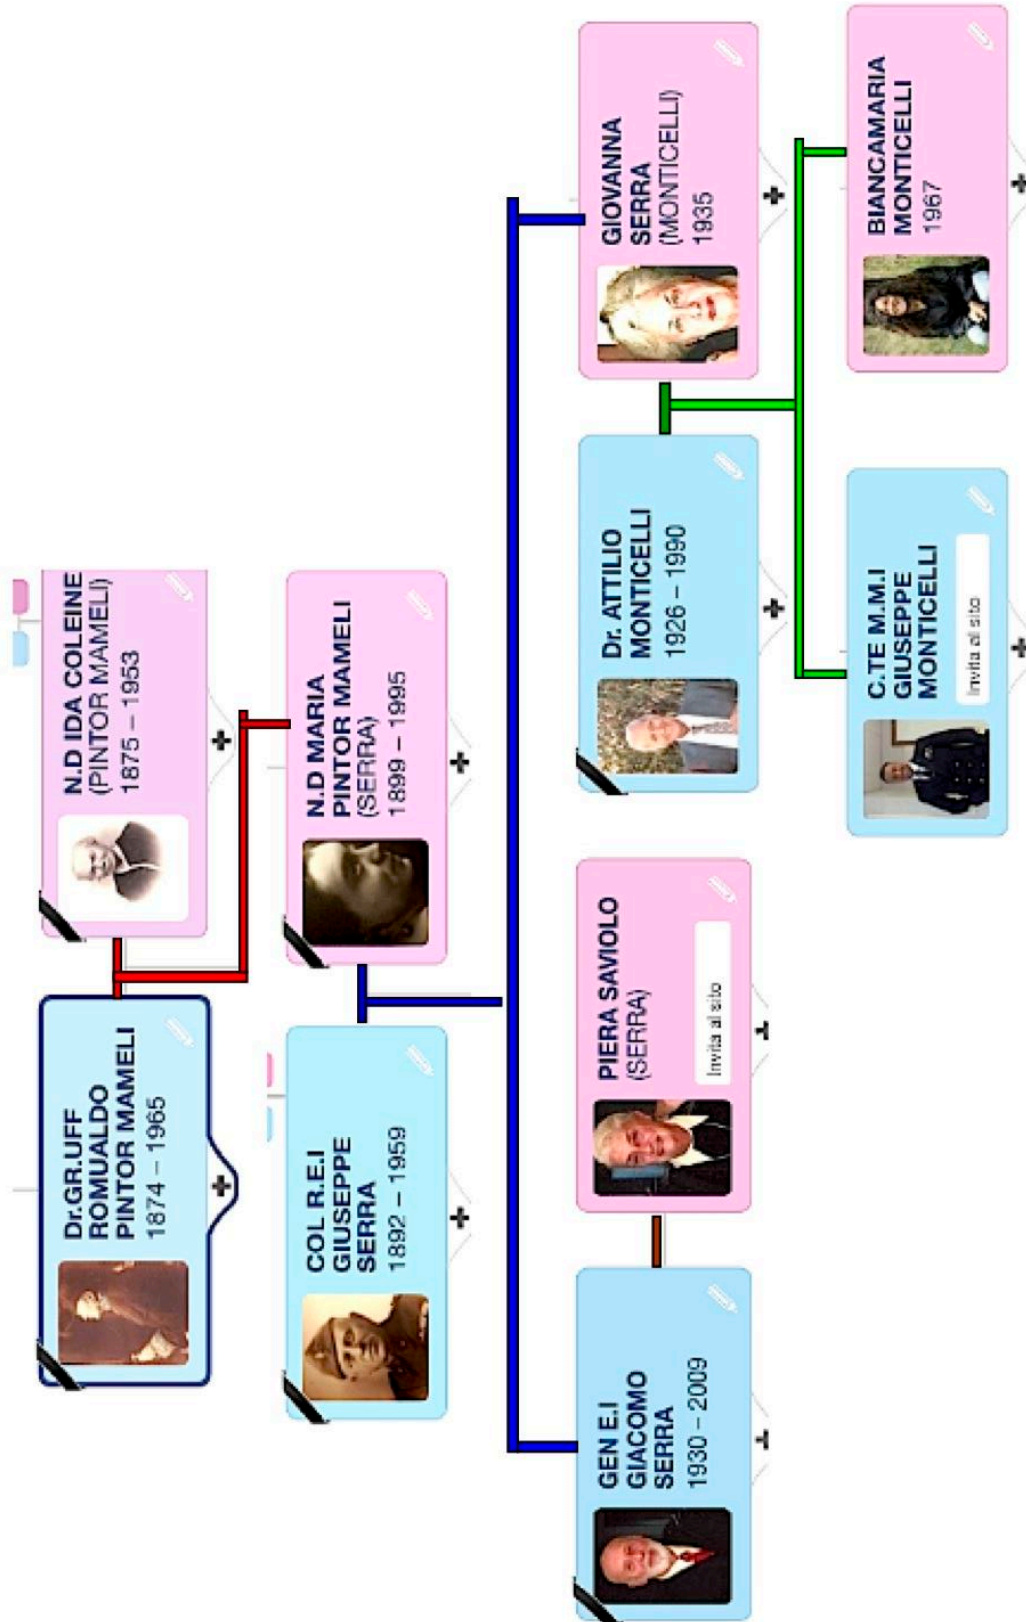 Dr.GR.UFF
ROMUALDO
PINTOR MAMELI
1874 – 1965
N.D IDA COLEINE
(PINTOR MAMELI)
1875 – 1953
COL R.E.I
GIUSEPPE
SERRA
1892 – 1959
N.D MARIA
PINTOR MAMELI
(SERRA)
1899 – 1995
GEN E.I
GIACOMO
SERRA
1930 – 2009
PIERA SAVIOLO
(SERRA)
Invita al sito
Dr. ATTILIO
MONTICELLI
1926 – 1990
GIOVANNA
SERRA
(MONTICELLI)
1935
C.TE M.M.I
GIUSEPPE
MONTICELLI
Invita al sito
BIANCAMARIA
MONTICELLI
1967